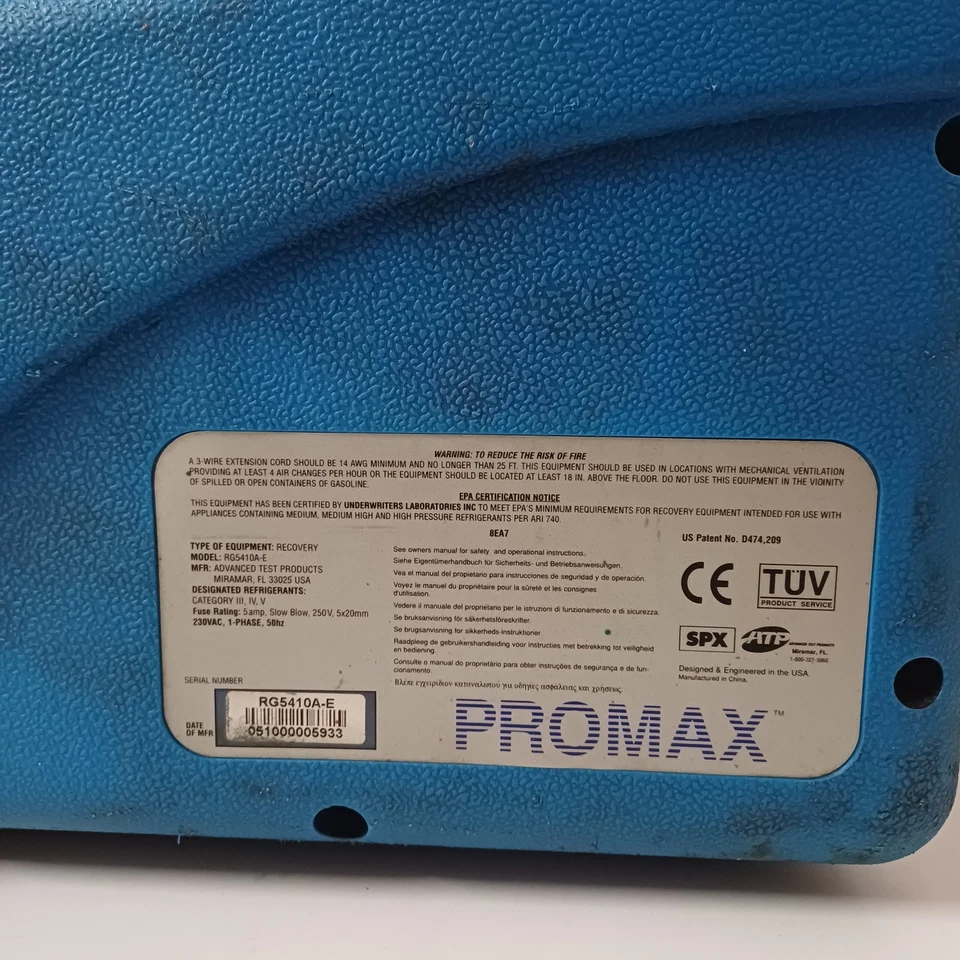 WARNING: TO REDUCE THE RISK OF FIRE
A 3-WIRE EXTENSION CORD SHOULD BE 14 AWG MINIMUM AND NO LONGER THAN 25 FT. THIS EQUIPMENT SHOULD BE USED IN LOCATIONS WITH MECHANICAL VENTILATION
PROVIDING AT LEAST 4 AIR CHANGES PER HOUR OR THE EQUIPMENT SHOULD BE LOCATED AT LEAST 18 IN. ABOVE THE FLOOR. DO NOT USE THIS EQUIPMENT IN THE VIOINITY
OF SPILLED OR OPEN CONTAINERS OF GASOLINE.
EPA CERTIFICATION NOTICE
THIS EQUIPMENT HAS BEEN CERTIFIED BY UNDERWRITERS LABORATORIES INC TO MEET EPA'S MINIMUM REQUIREMENTS FOR RECOVERY EQUIPMENT INTENDED FOR USE WITH
APPLIANCES CONTAINING MEDIUM, MEDIUM HIGH AND HIGH PRESSURE REFRIGERANTS PER ARI 740.
8EA7
US Patent No. D474,209
TYPE OF EQUIPMENT: RECOVERY
MODEL: RG5410A-E
MFR: ADVANCED TEST PRODUCTS
MIRAMAR, FL 33025 USA
DESIGNATED REFRIGERANTS:
CATEGORY III, IV, V
Fuse Rating: 5amp, Slow Blow, 250V, 5x20mm
230VAC, 1-PHASE, 50hz
See owners manual for safety and operational instructions.
Siehe Eigentümerhandbuch für Sicherheits- und Betriebsanweisungen.
Vea el manual del propietario para instrucciones de seguridad y de operación.
Voyez le manuel du propriétaire pour la sûreté et les consignes
d'utilisation.
Vedere il manuale del proprietario per le istruzioni di funzionamento e di sicurezza.
Se bruksanvisning för säkerhetsföreskrifter.
Se brugsanvisning for sikkerheds-instruktioner
Raadpleeg de gebruikershandleiding voor instructies met betrekking tot veiligheid
en bediening.
Consulte o manual do proprietário para obter instruções de segurança e de fun-
cionamento.
Βλέπε εγχειριδιον καταναλωτού για υδηγίες ασφάλειας και χρήσεως.
CE
TÜV
PRODUCT SERVICE
SPX
ATP
ADVANCED TEST PRODUCTS
Miramar, FL.
1-800-327-5060
Designed & Engineered in the USA
Manufactured in China.
SERIAL NUMBER
RG5410A-E
051000005933
DATE
OF MFR
PROMAX™